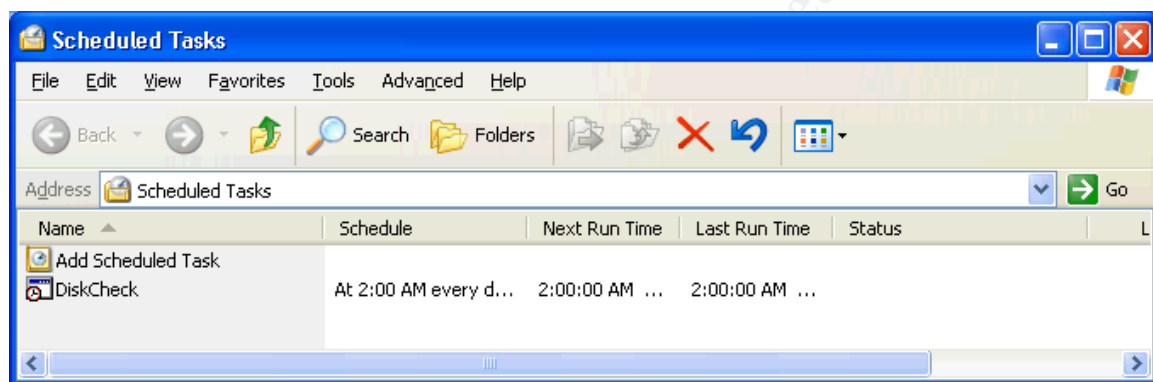 Scheduled Tasks
File Edit View Favorites Tools Advanced Help
Back Search Folders
Address Scheduled Tasks Go
Name Schedule Next Run Time Last Run Time Status L
Add Scheduled Task
DiskCheck At 2:00 AM every d... 2:00:00 AM ... 2:00:00 AM ...